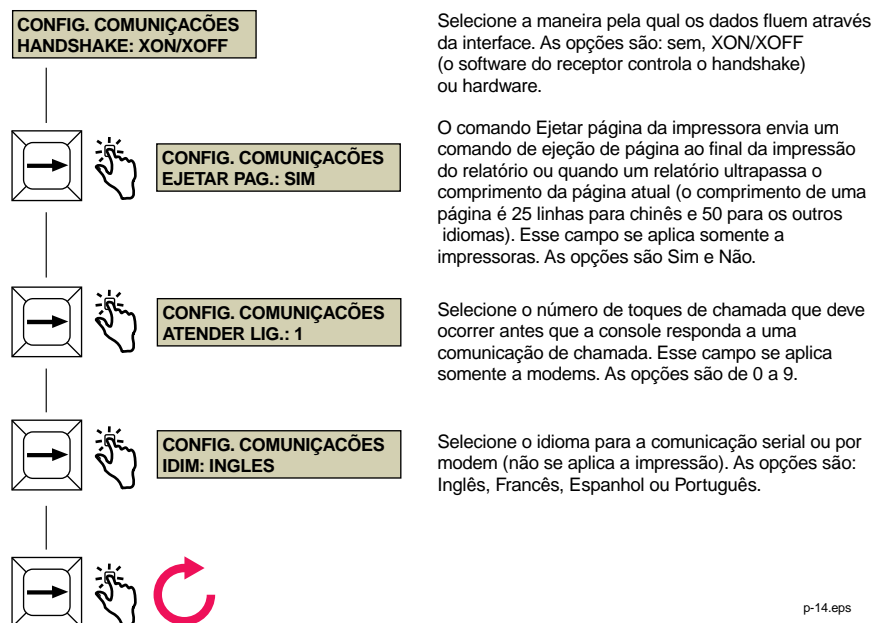 CONFIG. COMUNIÇACÕES
HANDSHAKE: XON/XOFF
Selecione a maneira pela qual os dados fluem através
da interface. As opções são: sem, XON/XOFF
(o software do receptor controla o handshake)
ou hardware.
CONFIG. COMUNIÇACÕES
EJETAR PAG.: SIM
O comando Ejetar página da impressora envia um
comando de ejeção de página ao final da impressão
do relatório ou quando um relatório ultrapassa o
comprimento da página atual (o comprimento de uma
página é 25 linhas para chinês e 50 para os outros
idiomas). Esse campo se aplica somente a
impressoras. As opções são Sim e Não.
CONFIG. COMUNIÇACÕES
ATENDER LIG.: 1
Selecione o número de toques de chamada que deve
ocorrer antes que a console responda a uma
comunicação de chamada. Esse campo se aplica
somente a modems. As opções são de 0 a 9.
CONFIG. COMUNIÇACÕES
IDIM: INGLES
Selecione o idioma para a comunicação serial ou por
modem (não se aplica a impressão). As opções são:
Inglês, Francês, Espanhol ou Português.
p-14.eps